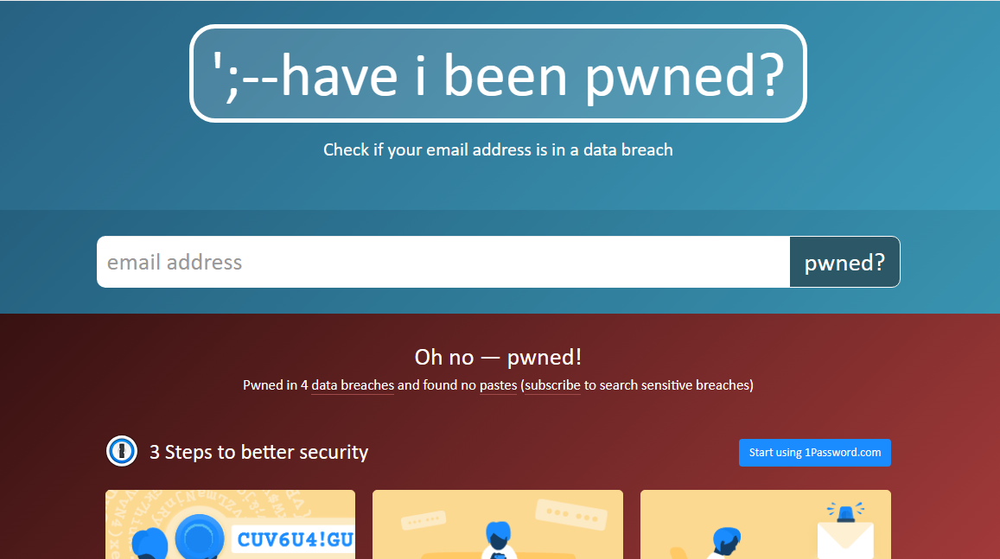 ';--have i been pwned?
Check if your email address is in a data breach
email address
pwned?
Oh no — pwned!
Pwned in 4 data breaches and found no pastes (subscribe to search sensitive breaches)
3 Steps to better security
Start using 1Password.com
CUV6U4!GU